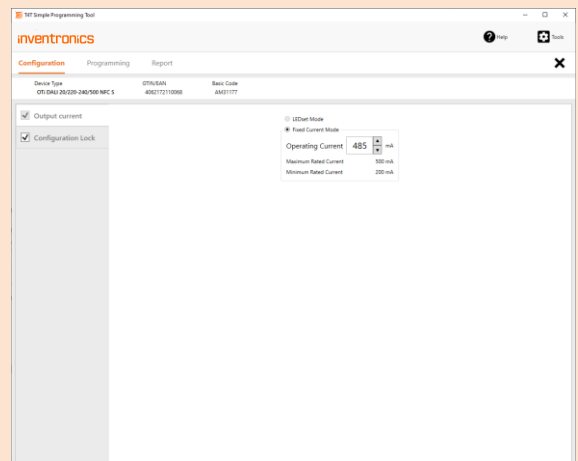 T4T Simple Programming Tool
inventronics
Help
Tools
Configuration Programming Report
Device Type GTIN/EAN Basic Code
OTi DALI 20/220-240/500 NFC S 4062172110068 AM31177
Output current
LEDset Mode
Fixed Current Mode
Configuration Lock
Operating Current 485 mA
Maximum Rated Current 500 mA
Minimum Rated Current 200 mA